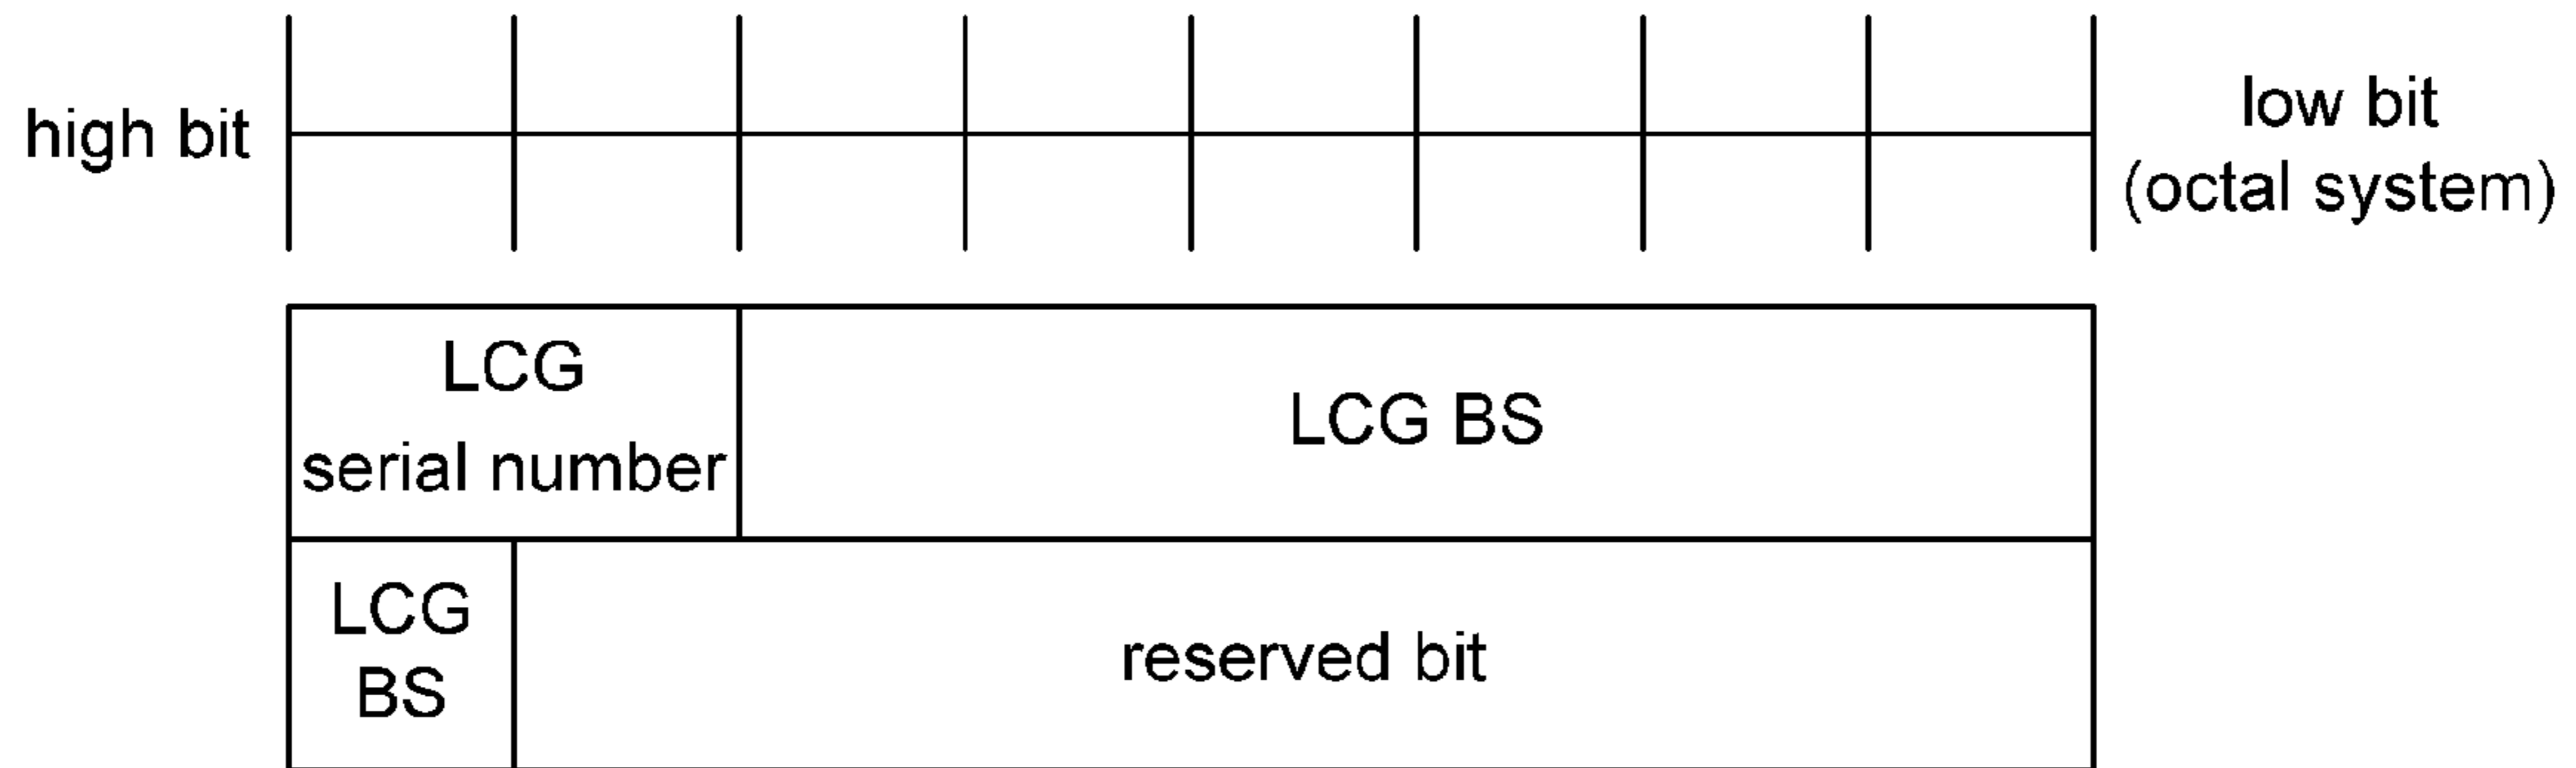 high bit
low bit
(octal system)
LCG
serial number
LCG BS
LCG
BS
reserved bit